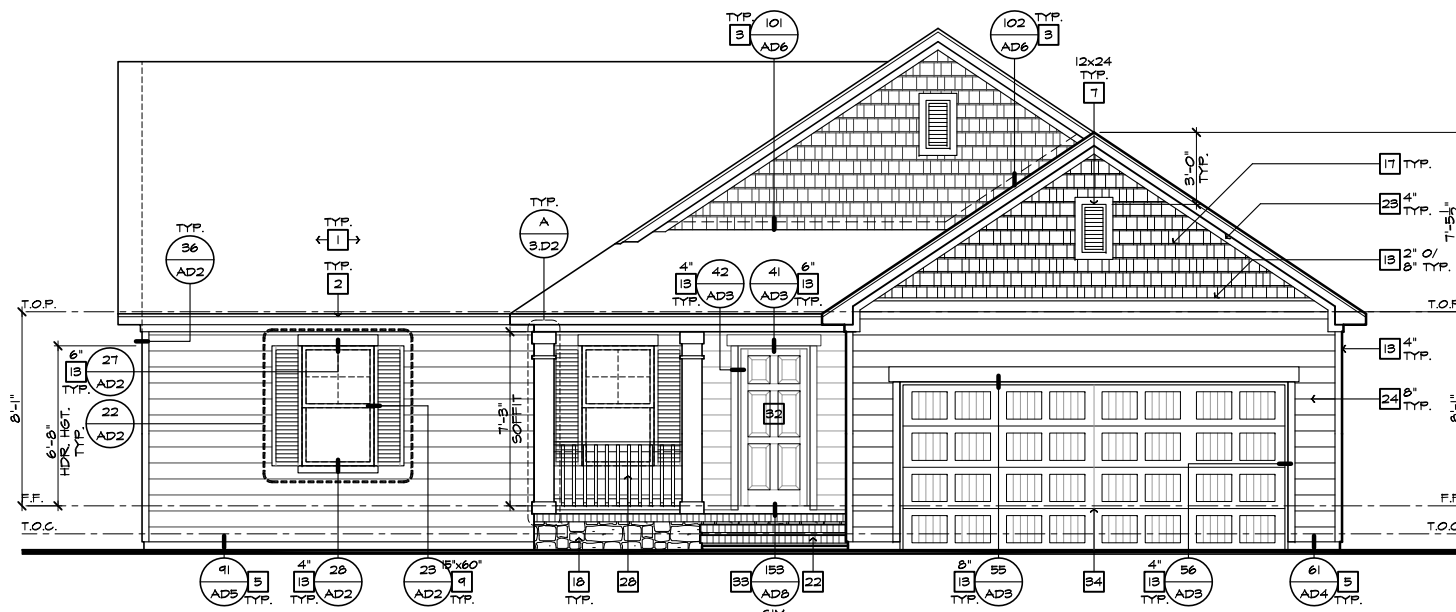 TYP.
3
101
AD6
102
AD6
TYP.
3
12x24
TYP.
7
3'-0"
TYP.
17 TYP.
23 4"
TYP.
7'-5½"
13 2" O/
8" TYP.
TYP.
36
AD2
TYP.
1
TYP.
2
TYP.
A
3.D2
4"
13
TYP.
42
AD3
41
AD3
6"
13
TYP.
T.O.P.
T.O.P.
6"
13
TYP.
27
AD2
22
AD2
8'-1"
6'-8"
HDR. HGT.
TYP.
7'-3"
SOFFIT
32
13 4"
TYP.
24 8"
TYP.
8'-1"
F.F.
F.F.
T.O.C.
T.O.C.
91
AD5
5
TYP.
4"
13
TYP.
28
AD2
23
AD2
15"x60"
9
TYP.
18
TYP.
28
33
153
AD8
SIM.
22
8"
13
TYP.
55
AD3
34
4"
13
TYP.
56
AD3
61
AD4
5
TYP.